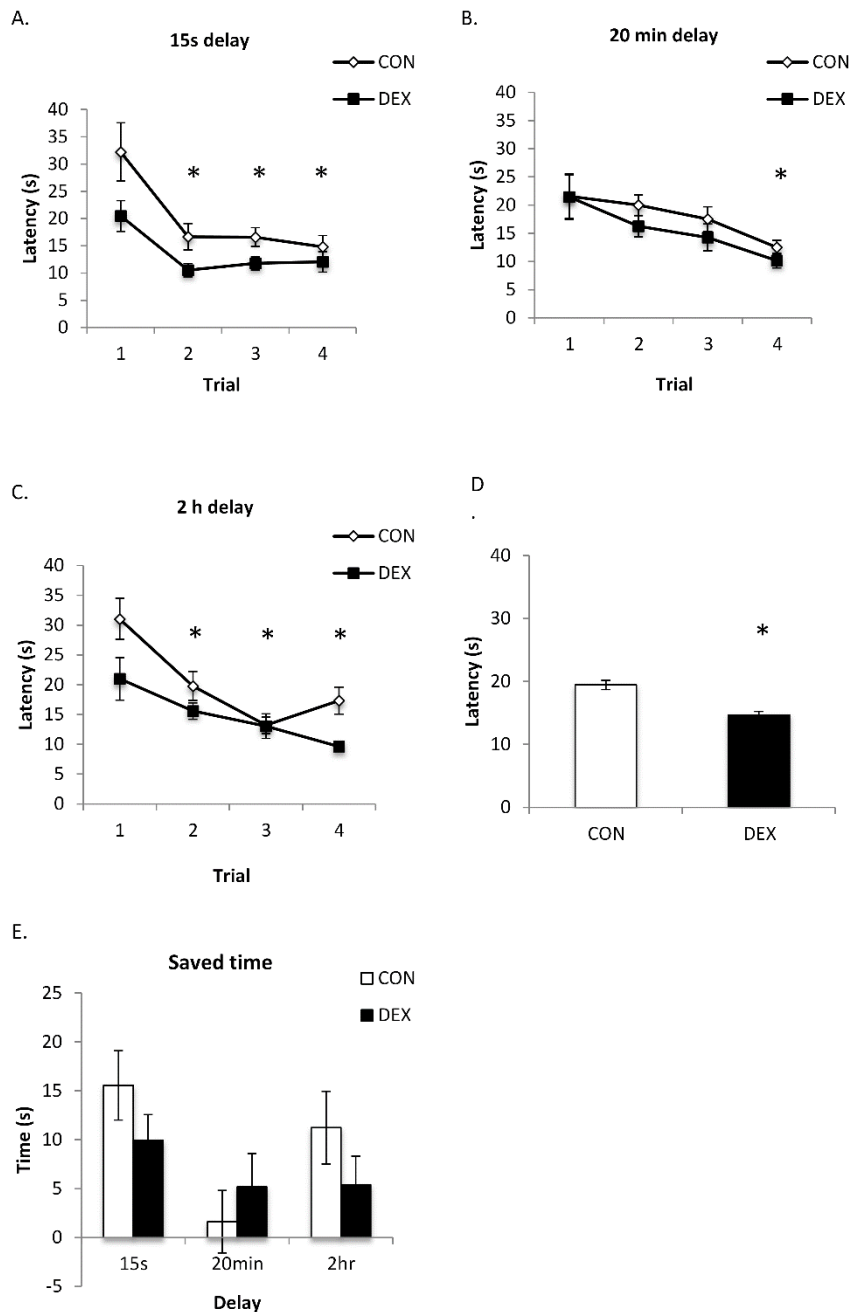 A.
15s delay
CON
DEX
40
35
30
25
20
15
10
5
0
Latency (s)
* * *
1 2 3 4
Trial
B.
20 min delay
CON
DEX
40
35
30
25
20
15
10
5
0
Latency (s)
*
1 2 3 4
Trial
C.
2 h delay
CON
DEX
40
35
30
25
20
15
10
5
0
Latency (s)
* * *
1 2 3 4
Trial
D
.
40
30
20
10
0
Latency (s)
*
CON DEX
E.
Saved time
CON
DEX
25
20
15
10
5
0
-5
Time (s)
15s 20min 2hr
Delay